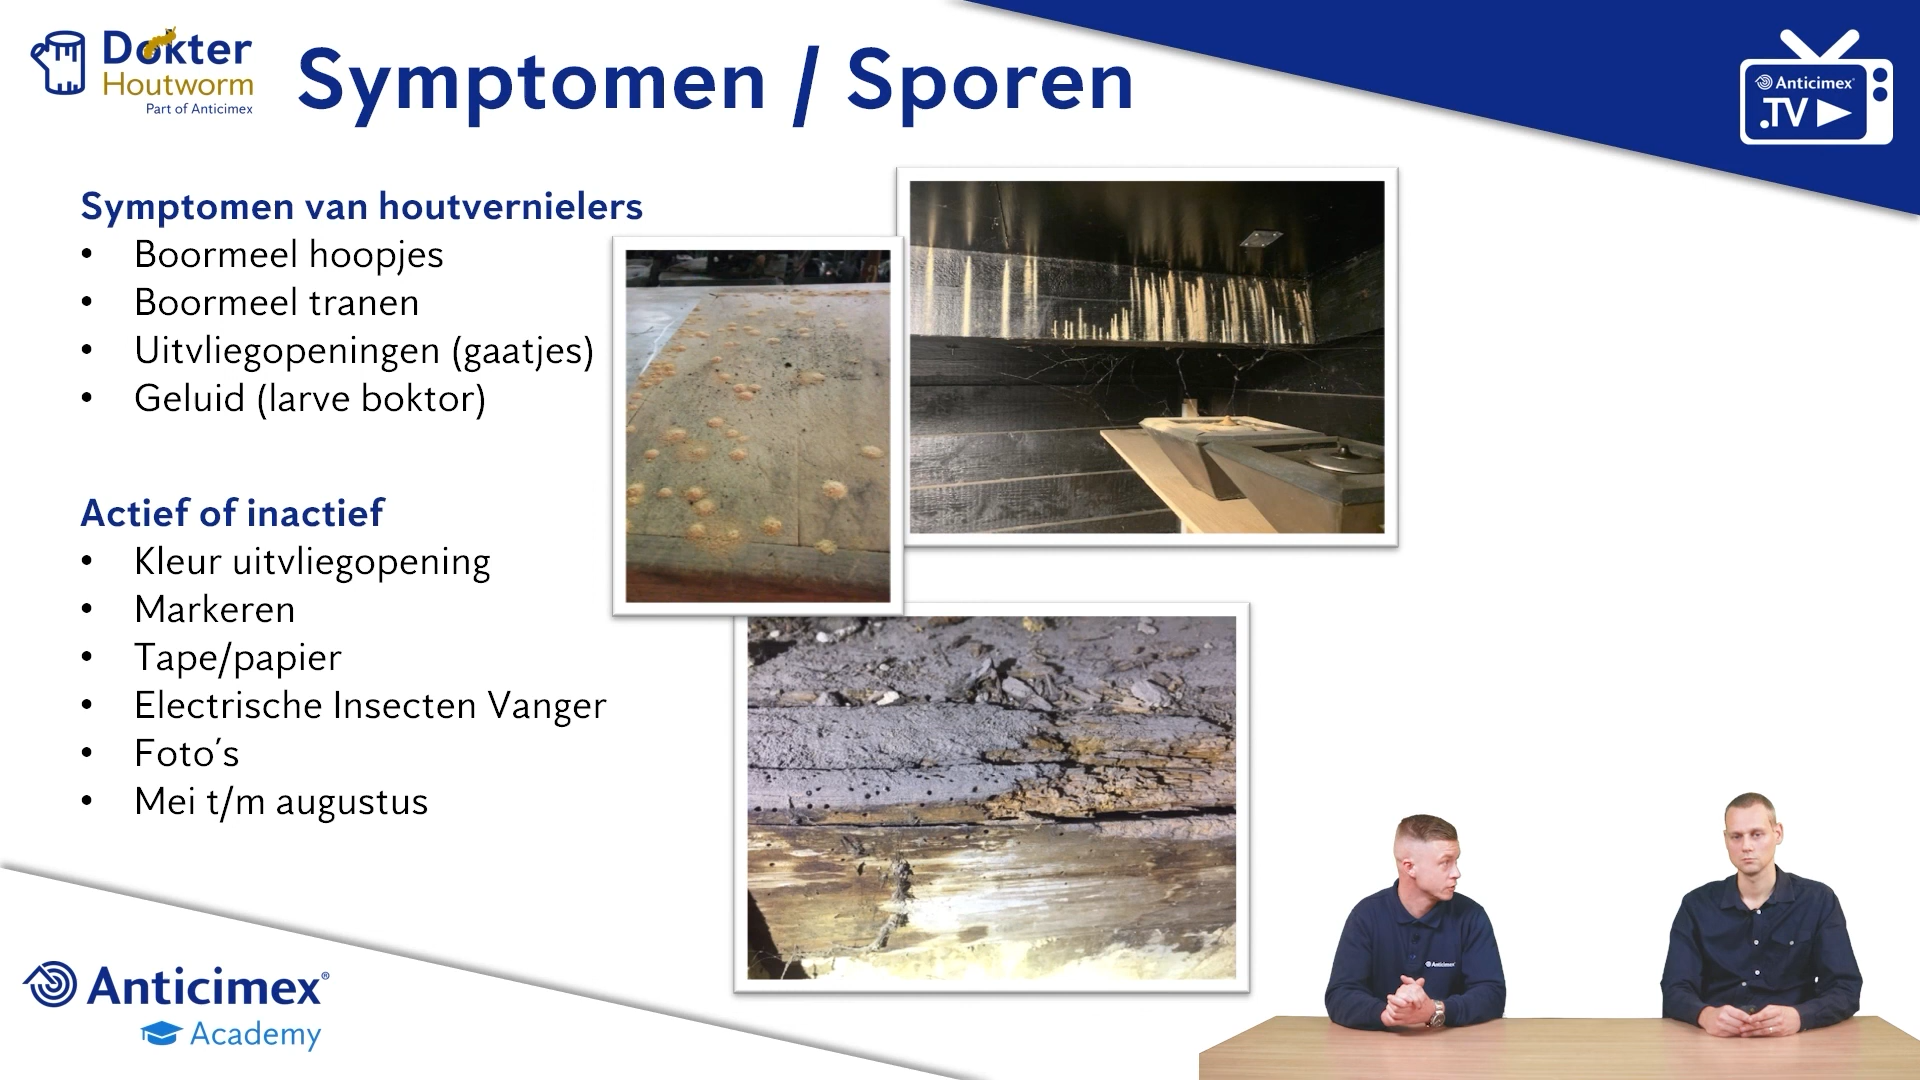 Dokter
Houtworm
Part of Anticimex
Symptomen / Sporen
Anticimex®
.TV
Symptomen van houtvernielers
• Boormeel hoopjes
• Boormeel tranen
• Uitvliegopeningen (gaatjes)
• Geluid (larve boktor)
Actief of inactief
• Kleur uitvliegopening
• Markeren
• Tape/papier
• Electrische Insecten Vanger
• Foto´s
• Mei t/m augustus
Anticimex®
Academy
Anticimex